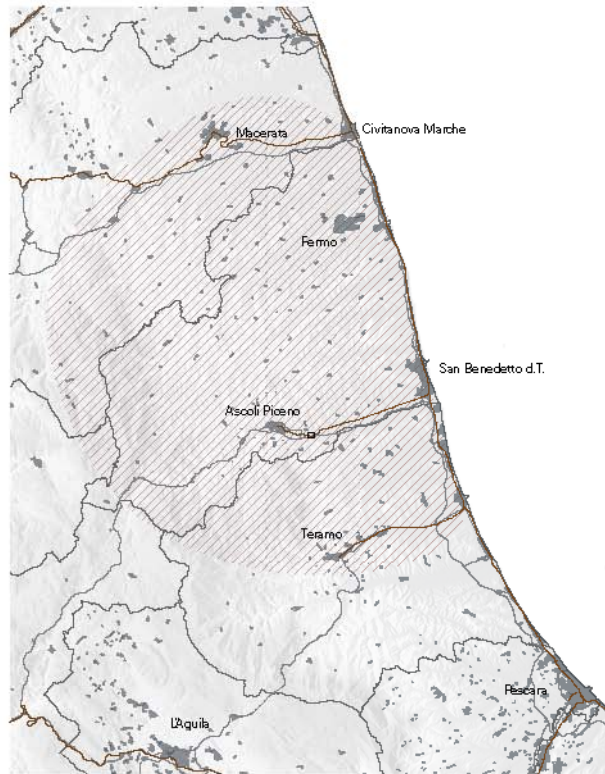 Macerata
Civitanova Marche
Fermo
San Benedetto d.T.
Ascoli Piceno
Teramo
Pescara
L'Aquila